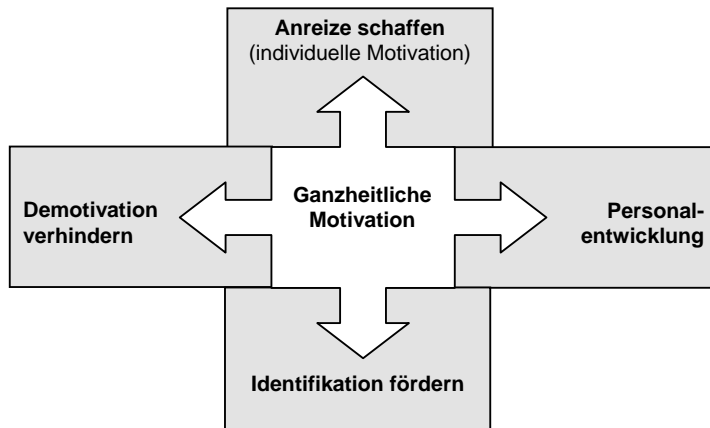 Anreize schaffen
(individuelle Motivation)
Demotivation
verhindern
Ganzheitliche
Motivation
Personal-
entwicklung
Identifikation fördern